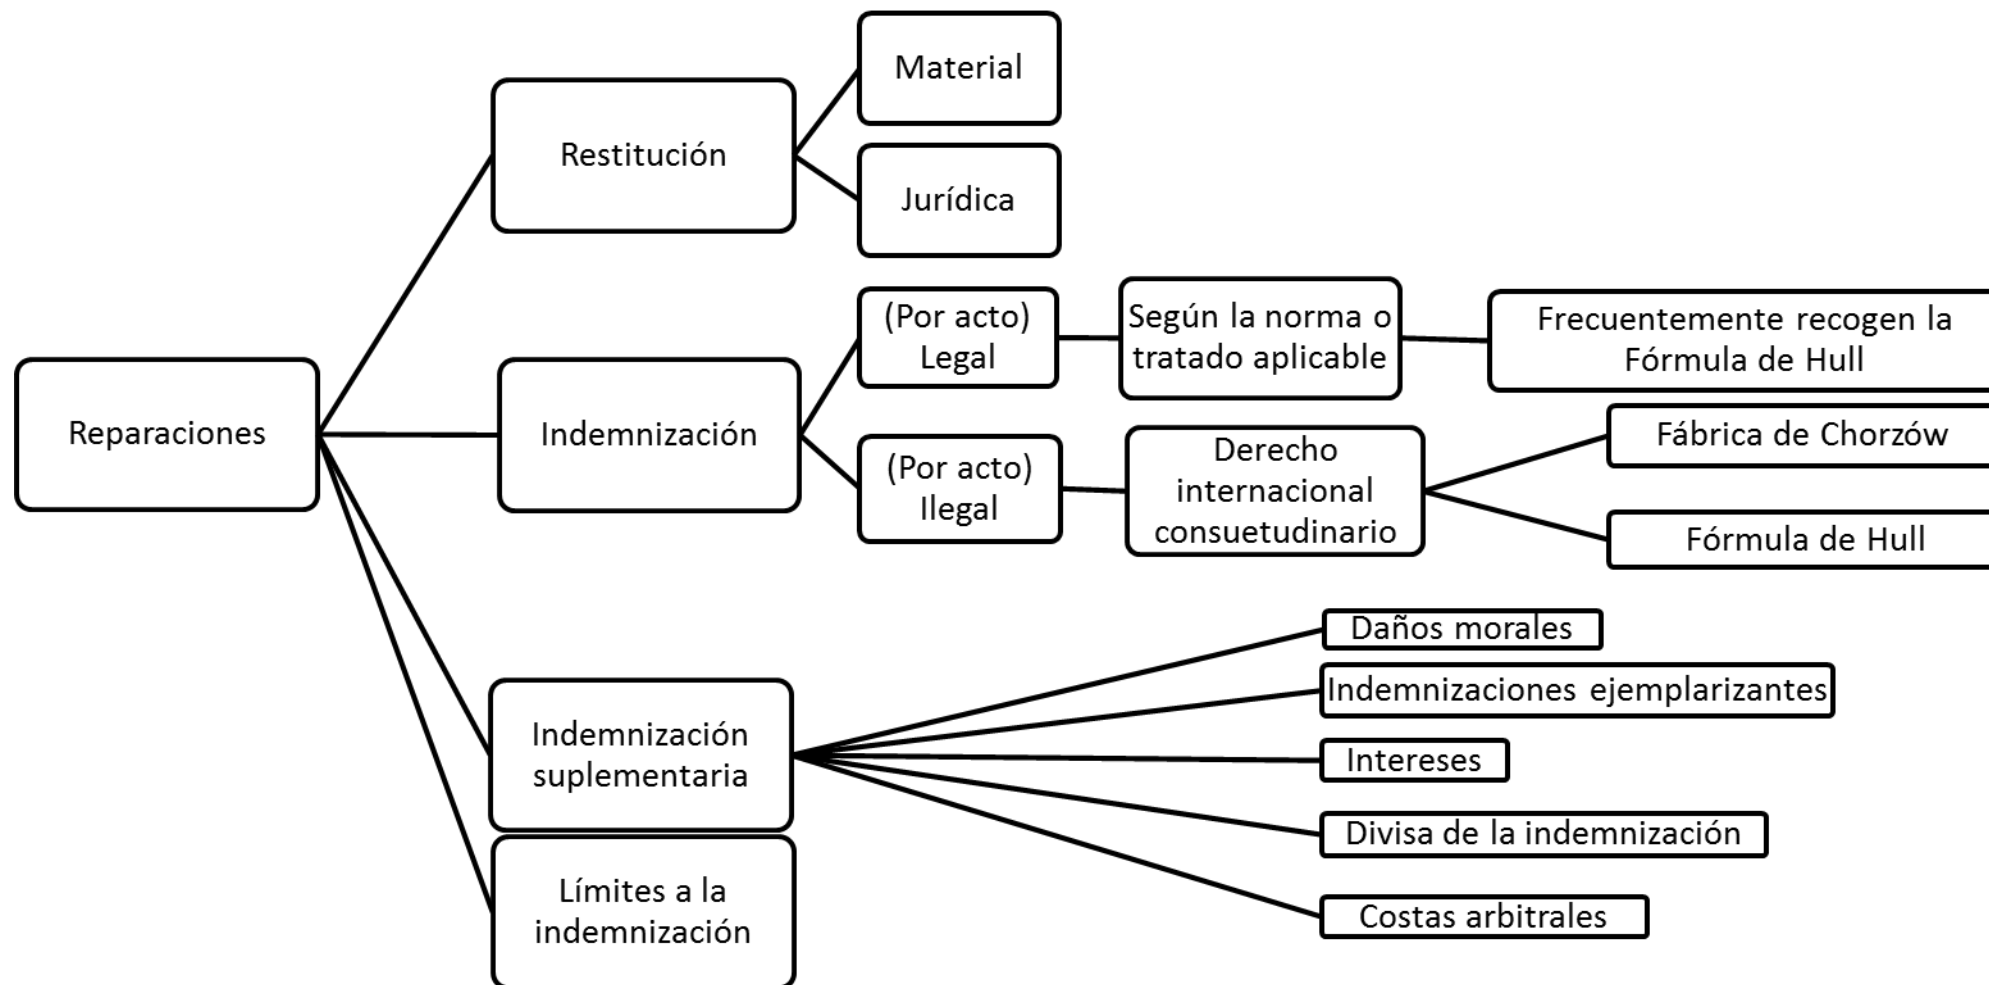 Reparaciones
Restitución
Material
Jurídica
Indemnización
(Por acto)
Legal
Según la norma o
tratado aplicable
Frecuentemente recogen la
Fórmula de Hull
(Por acto)
Ilegal
Derecho
internacional
consuetudinario
Fábrica de Chorzów
Fórmula de Hull
Indemnización
suplementaria
Daños morales
Indemnizaciones ejemplarizantes
Intereses
Divisa de la indemnización
Costas arbitrales
Límites a la
indemnización